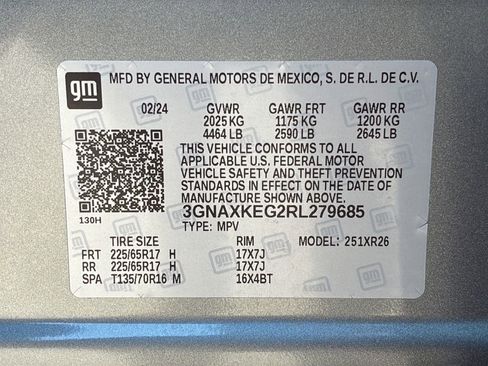 gm MFD BY GENERAL MOTORS DE MEXICO, S. DE R.L. DE C.V.
02/24 GVWR GAWR FRT GAWR RR
2025 KG 1175 KG 1200 KG
4464 LB 2590 LB 2645 LB
THIS VEHICLE CONFORMS TO ALL
APPLICABLE U.S. FEDERAL MOTOR
VEHICLE SAFETY AND THEFT PREVENTION
STANDARDS IN EFFECT ON THE DATE OF
MANUFACTURE SHOWN ABOVE.
3GNAXKEG2RL279685
130H TYPE: MPV
TIRE SIZE RIM MODEL: 251XR26
FRT 225/65R17 H 17X7J
RR 225/65R17 H 17X7J
SPA T135/70R16 M 16X4BT